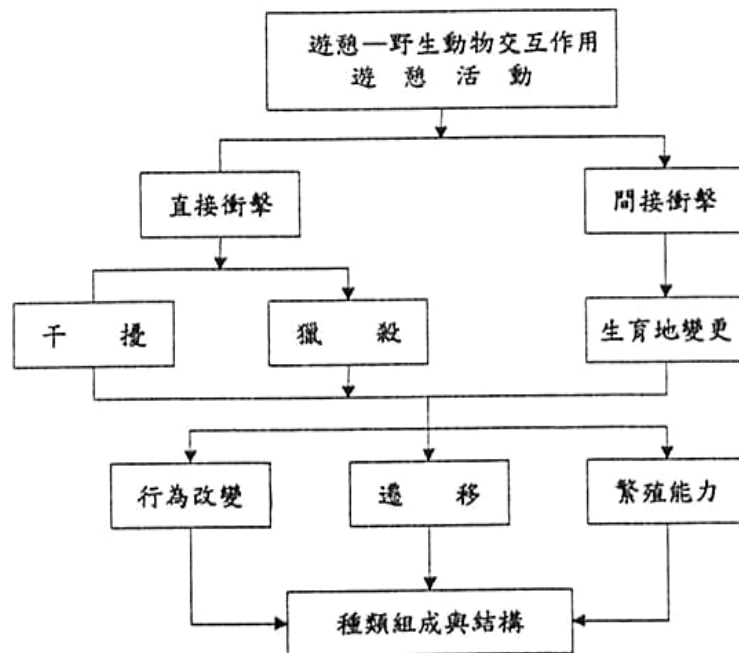 遊憩—野生動物交互作用
遊憩活動
直接衝擊
間接衝擊
干擾
獵殺
生育地變更
行為改變
遷移
繁殖能力
種類組成與結構